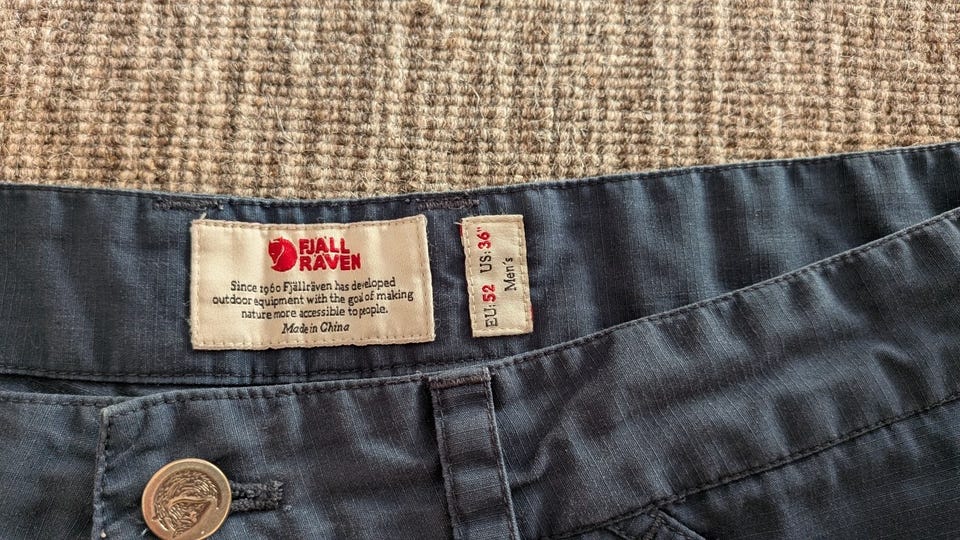 FJÄLL
RÄVEN
Since 1960 Fjällräven has developed
outdoor equipment with the goal of making
nature more accessible to people.
Made in China
EU: 52 US: 36"
Men's